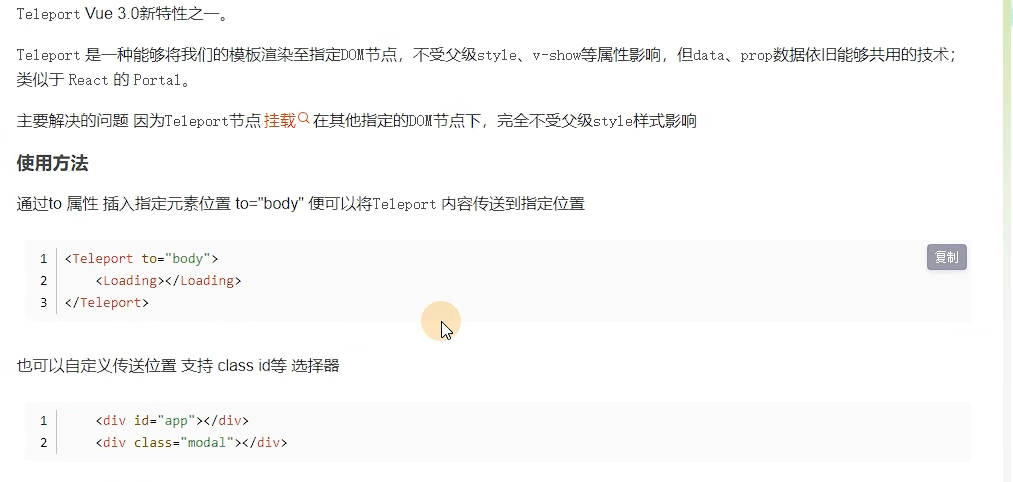 Teleport Vue 3.0新特性之一。
Teleport 是一种能够将我们的模板渲染至指定DOM节点，不受父级style、v-show等属性影响，但data、prop数据依旧能够共用的技术；
类似于 React 的 Portal。
主要解决的问题 因为Teleport节点挂载在其他指定的DOM节点下，完全不受父级style样式影响
使用方法
通过to 属性 插入指定元素位置 to="body" 便可以将Teleport 内容传送到指定位置
复制
1 <Teleport to="body">
2     <Loading></Loading>
3 </Teleport>
也可以自定义传送位置 支持 class id等 选择器
1     <div id="app"></div>
2     <div class="modal"></div>